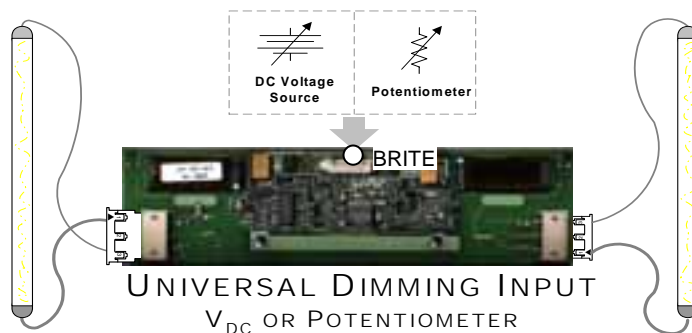 DC Voltage
Source
Potentiometer
BRITE
UNIVERSAL DIMMING INPUT
VDC OR POTENTIOMETER